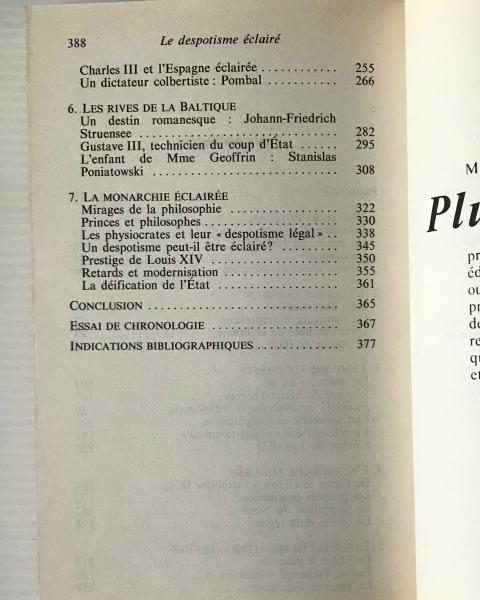 388 Le despotisme éclairé
Charles III et l'Espagne éclairée ........... 255
Un dictateur colbertiste : Pombal .......... 266
6. LES RIVES DE LA BALTIQUE
Un destin romanesque : Johann-Friedrich
Struensee .......................... 282
Gustave III, technicien du coup d'État ...... 295
L'enfant de Mme Geoffrin : Stanislas
Poniatowski ........................ 308
7. LA MONARCHIE ÉCLAIRÉE
Mirages de la philosophie ................ 322
Princes et philosophes ................... 330
Les physiocrates et leur « despotisme légal » .. 338
Un despotisme peut-il être éclairé ? ......... 345
Prestige de Louis XIV .................. 350
Retards et modernisation ................. 355
La déification de l'État .................. 361
CONCLUSION ............................ 365
ESSAI DE CHRONOLOGIE .................. 367
INDICATIONS BIBLIOGRAPHIQUES ............ 377
M
Plu
pr
éd
ou
pr
de
re
qu
et